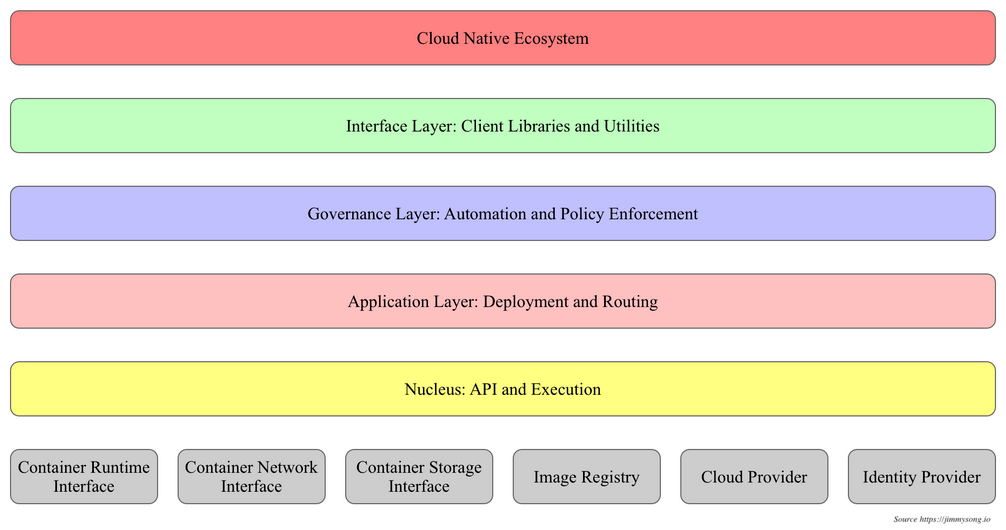 Cloud Native Ecosystem
Interface Layer: Client Libraries and Utilities
Governance Layer: Automation and Policy Enforcement
Application Layer: Deployment and Routing
Nucleus: API and Execution
Container Runtime
Interface
Container Network
Interface
Container Storage
Interface
Image Registry
Cloud Provider
Identity Provider
Source https://jimmysong.io